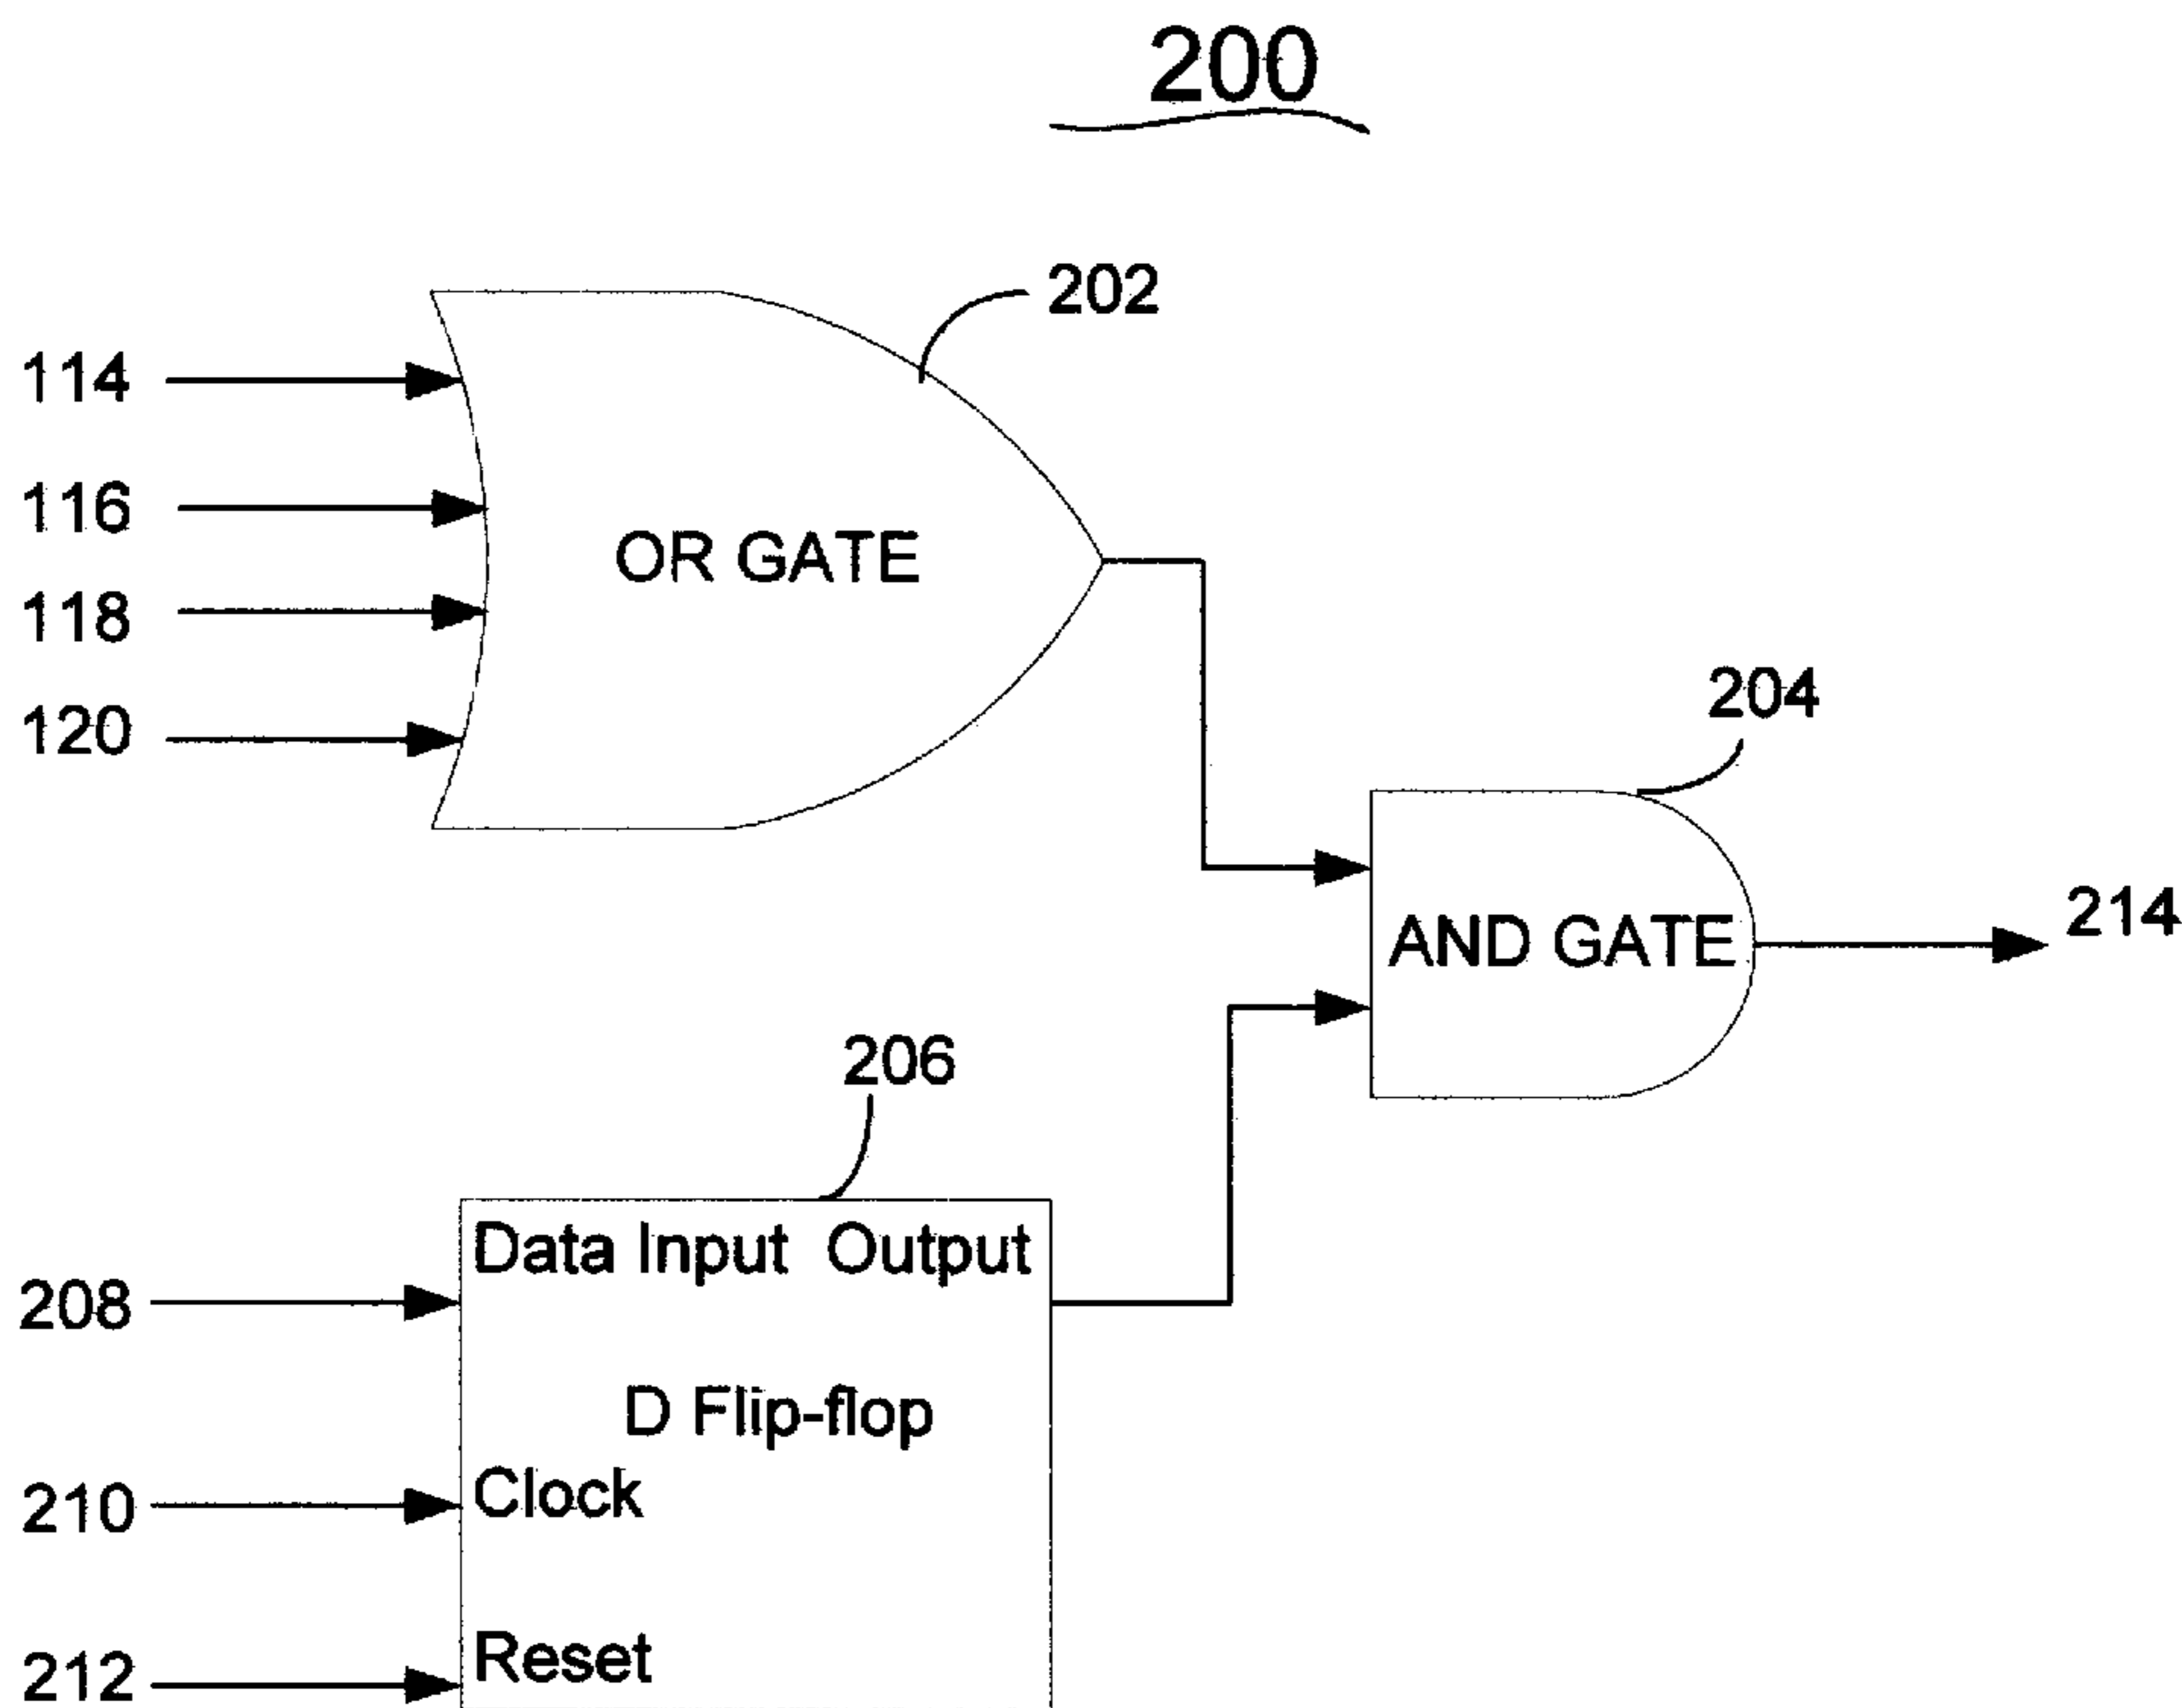 200
202
114
116
OR GATE
118
120
204
214
AND GATE
206
Data Input Output
208
D Flip-flop
210
Clock
Reset
212